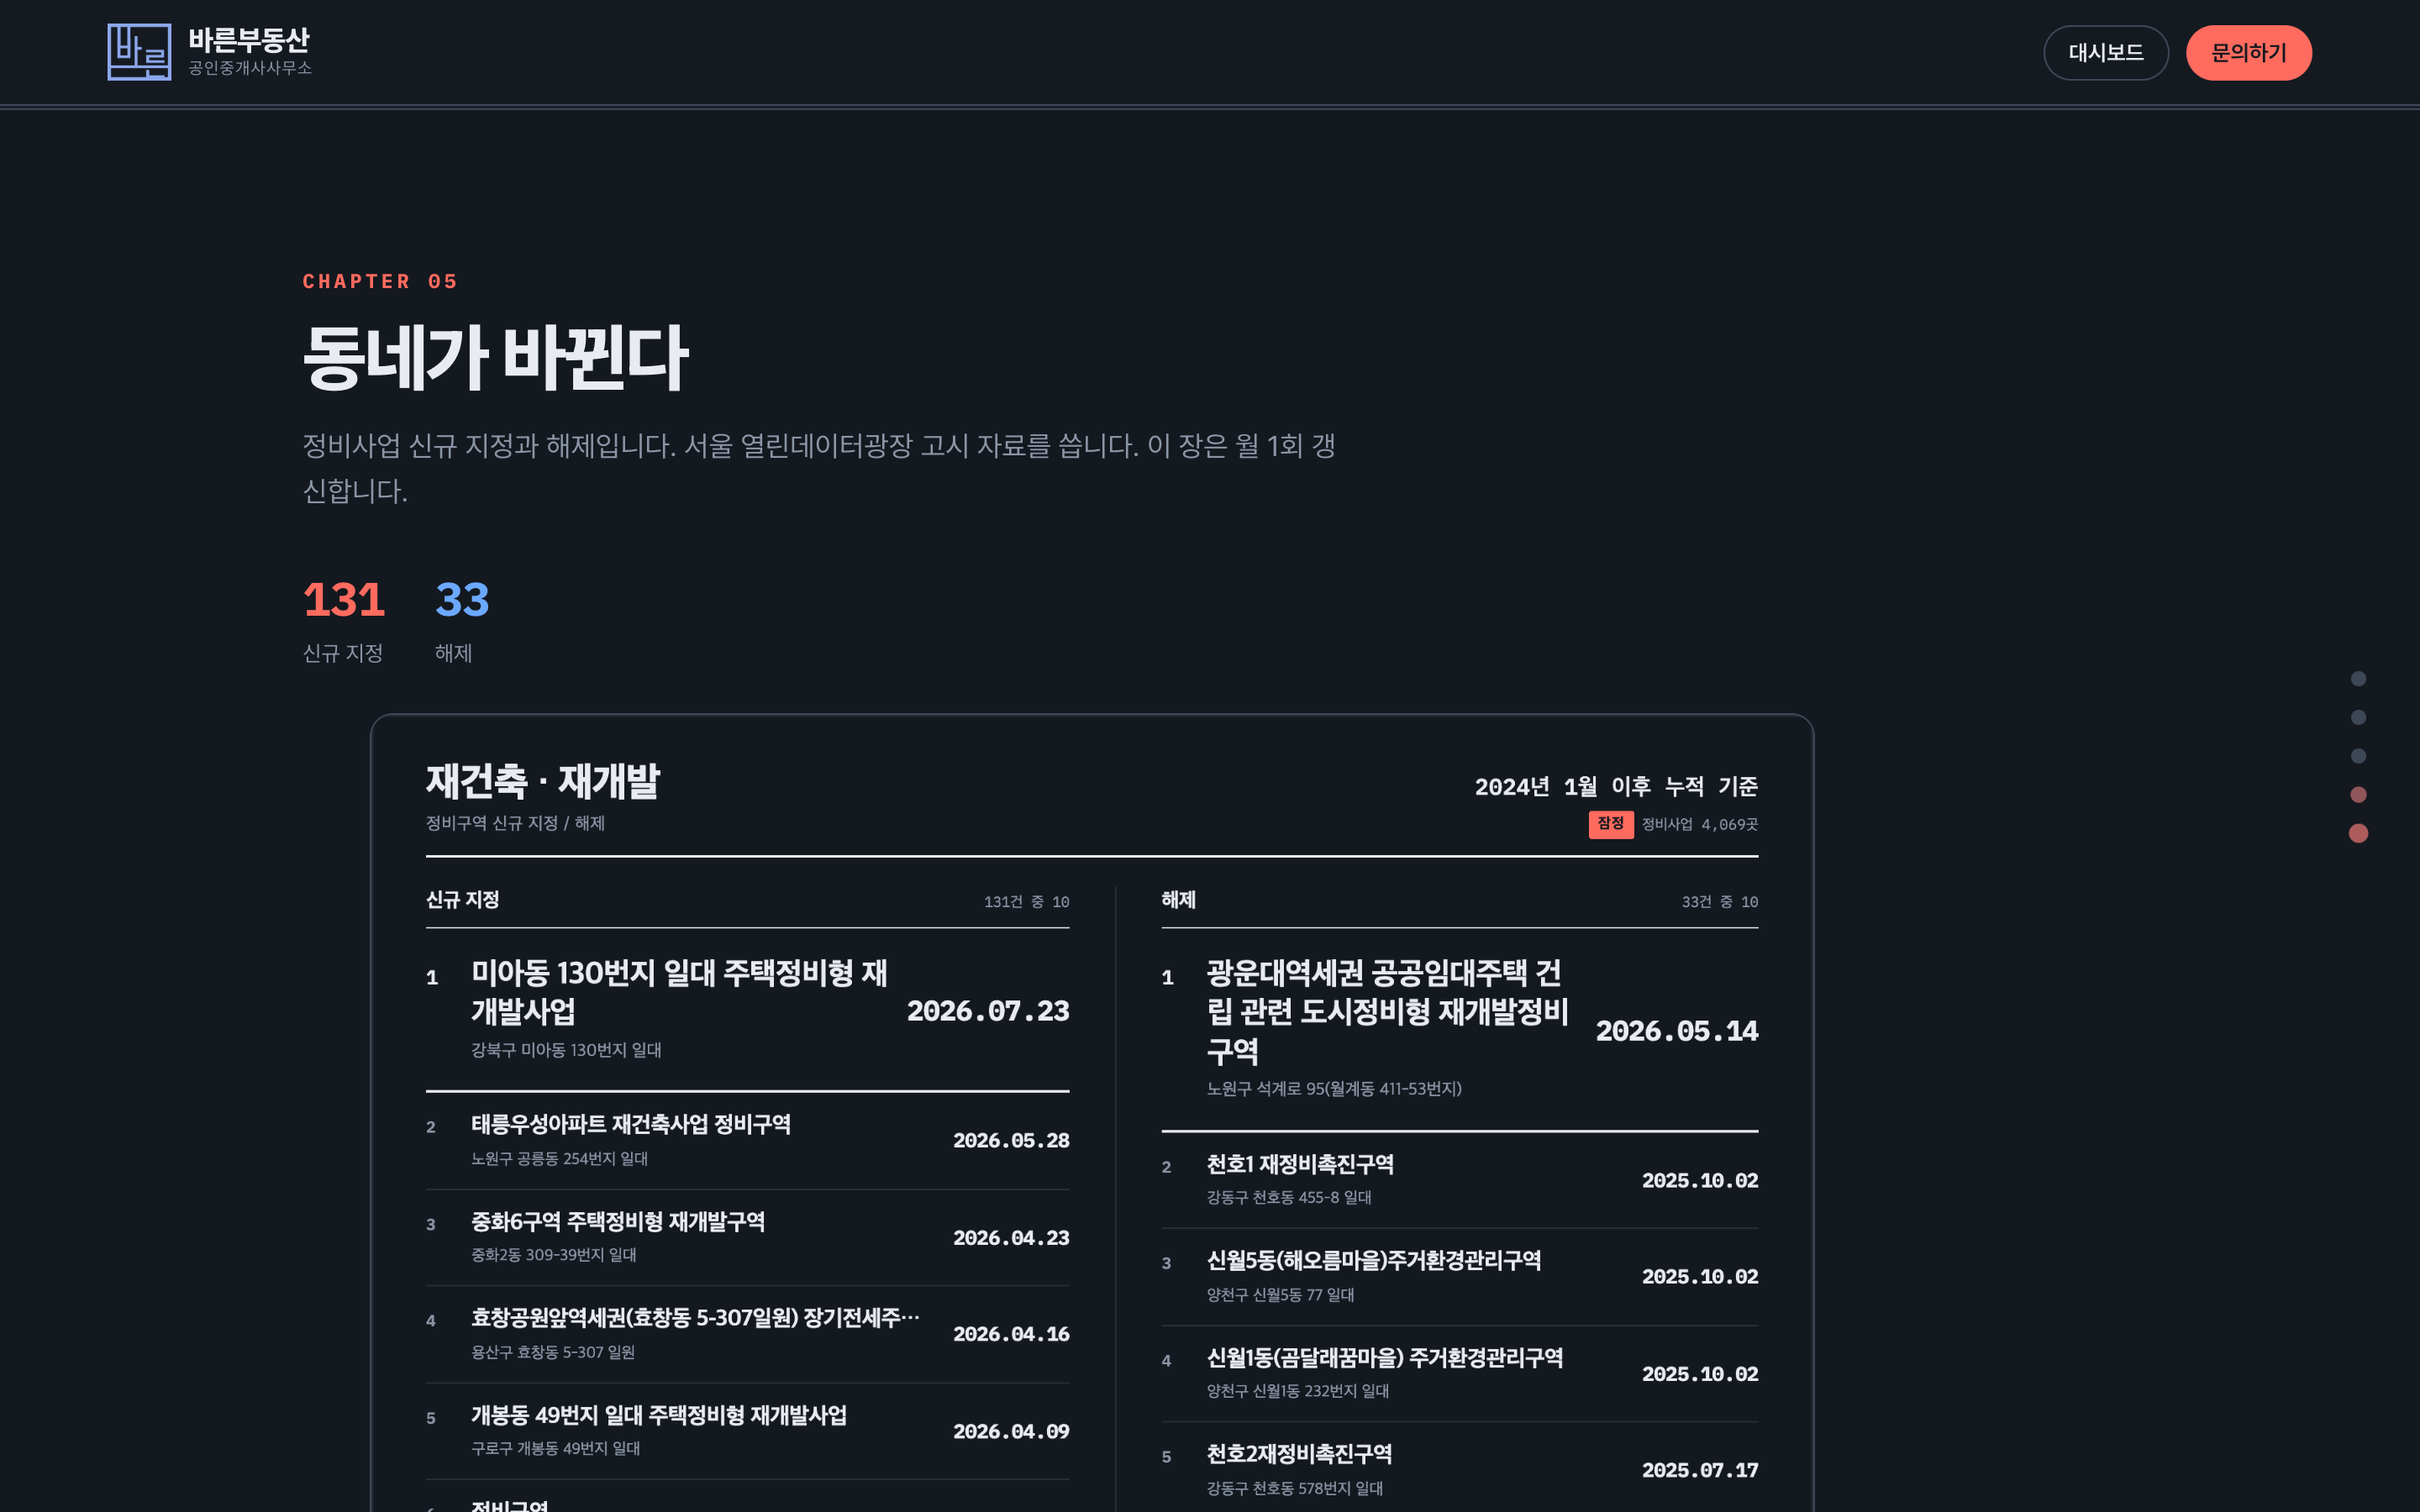 바른
바른부동산
공인중개사사무소
대시보드
문의하기
CHAPTER 05
동네가 바뀐다
정비사업 신규 지정과 해제입니다. 서울 열린데이터광장 고시 자료를 씁니다. 이 장은 월 1회 갱
신합니다.
131
신규 지정
33
해제
재건축 · 재개발
정비구역 신규 지정 / 해제
2024년 1월 이후 누적 기준
잠정 정비사업 4,069곳
신규 지정 131건 중 10
1 미아동 130번지 일대 주택정비형 재
개발사업
2026.07.23
강북구 미아동 130번지 일대
2 태릉우성아파트 재건축사업 정비구역
2026.05.28
노원구 공릉동 254번지 일대
3 중화6구역 주택정비형 재개발구역
2026.04.23
중화2동 309-39번지 일대
4 효창공원앞역세권(효창동 5-307일원) 장기전세주···
2026.04.16
용산구 효창동 5-307 일원
5 개봉동 49번지 일대 주택정비형 재개발사업
2026.04.09
구로구 개봉동 49번지 일대
정비구역
해제 33건 중 10
1 광운대역세권 공공임대주택 건
립 관련 도시정비형 재개발정비
구역
2026.05.14
노원구 석계로 95(월계동 411-53번지)
2 천호1 재정비촉진구역
2025.10.02
강동구 천호동 455-8 일대
3 신월5동(해오름마을)주거환경관리구역
2025.10.02
양천구 신월5동 77 일대
4 신월1동(곰달래꿈마을) 주거환경관리구역
2025.10.02
양천구 신월1동 232번지 일대
5 천호2재정비촉진구역
2025.07.17
강동구 천호동 578번지 일대